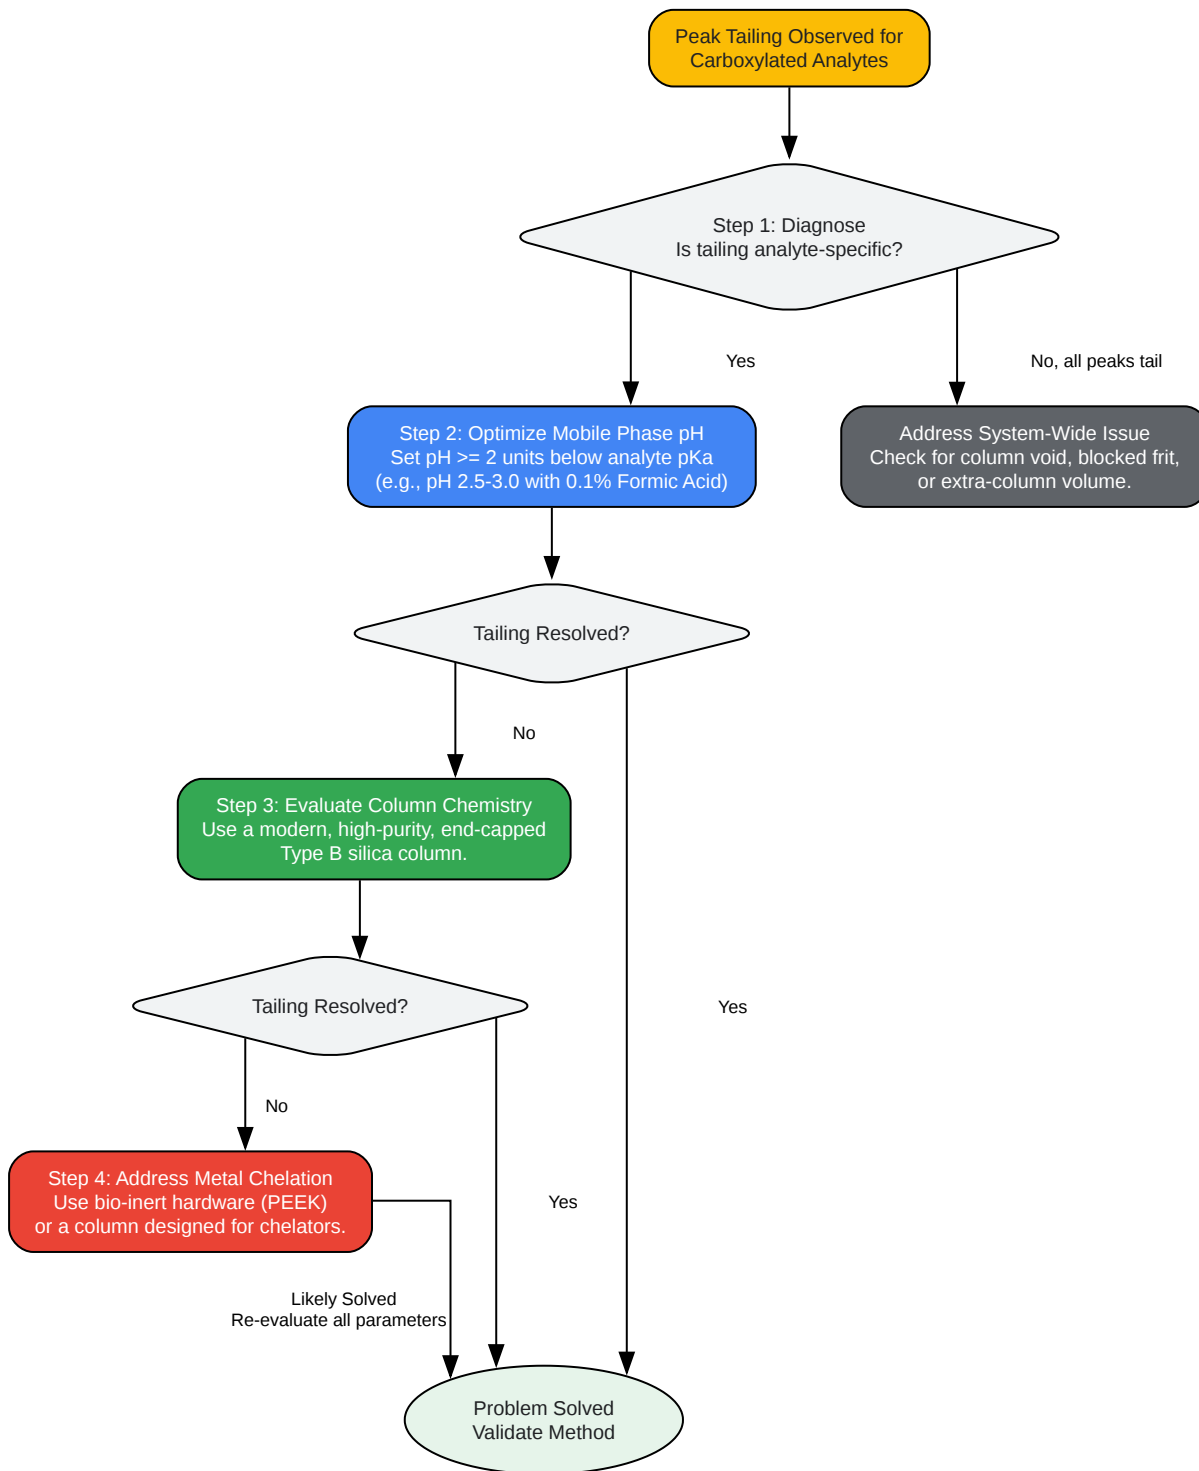 Peak Tailing Observed for
Carboxylated Analytes
Step 1: Diagnose
Is tailing analyte-specific?
Yes
No, all peaks tail
Step 2: Optimize Mobile Phase pH
Set pH >= 2 units below analyte pKa
(e.g., pH 2.5-3.0 with 0.1% Formic Acid)
Address System-Wide Issue
Check for column void, blocked frit,
or extra-column volume.
Tailing Resolved?
No
Step 3: Evaluate Column Chemistry
Use a modern, high-purity, end-capped
Type B silica column.
Tailing Resolved?
Yes
No
Step 4: Address Metal Chelation
Use bio-inert hardware (PEEK)
or a column designed for chelators.
Yes
Likely Solved
Re-evaluate all parameters
Problem Solved
Validate Method